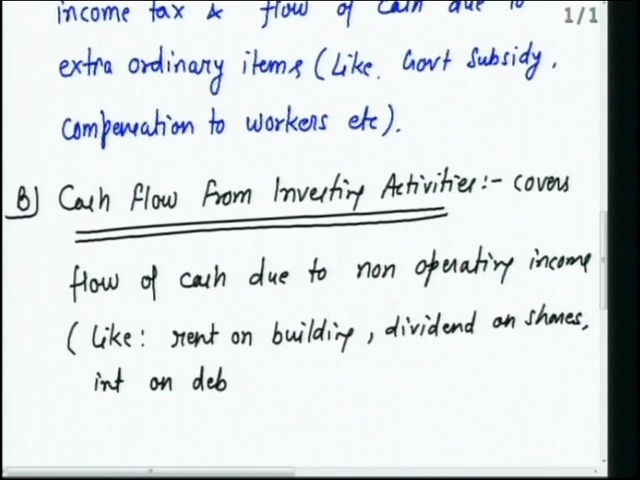 income tax & flow of cash due to
1/1
extra ordinary items (Like. Govt Subsidy,
compensation to workers etc).
B) Cash flow from Investing Activities:- covers
flow of cash due to non operating income
(Like: rent on building, dividend on shares,
int on deb